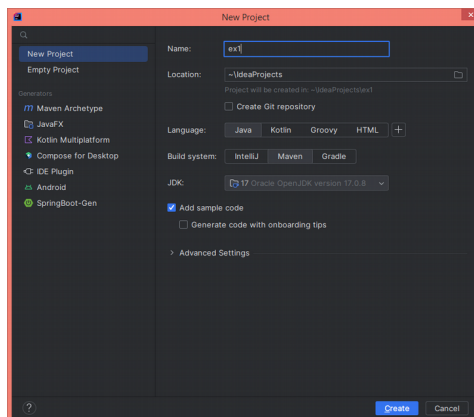 New Project
New Project
Empty Project
Generators
Maven Archetype
JavaFX
Kotlin Multiplatform
Compose for Desktop
IDE Plugin
Android
SpringBoot-Gen
Name: ex1
Location: ~\IdeaProjects
Project will be created in: ~\IdeaProjects\ex1
Create Git repository
Language: Java Kotlin Groovy HTML +
Build system: IntelliJ Maven Gradle
JDK: 17 Oracle OpenJDK version 17.0.8
Add sample code
Generate code with onboarding tips
Advanced Settings
? Create Cancel